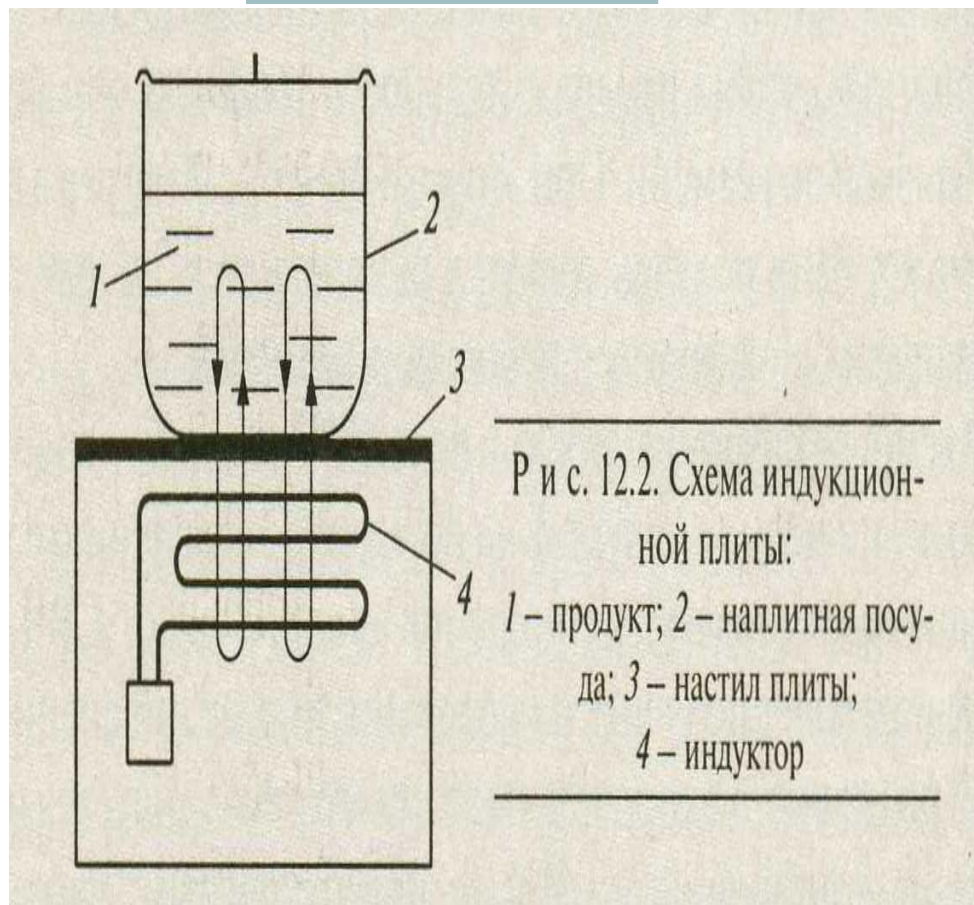 1
2
3
4
Р и с. 12.2. Схема индукцион-
ной плиты:
1 – продукт; 2 – наплитная посу-
да; 3 – настил плиты;
4 – индуктор